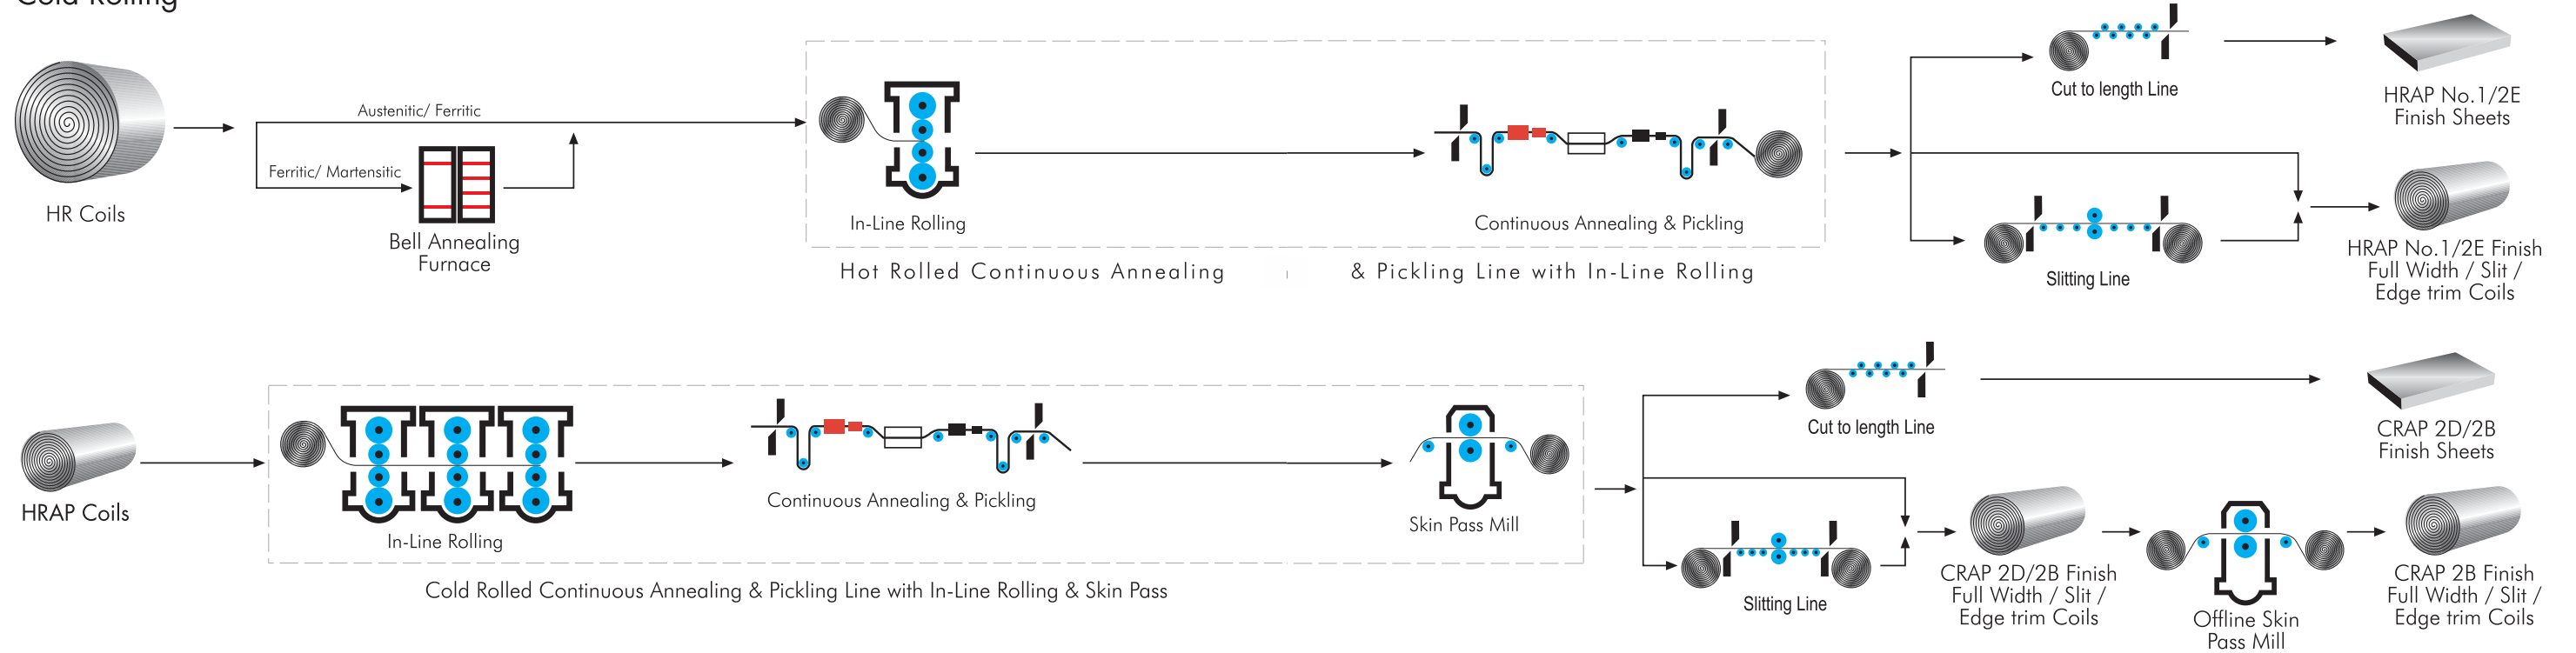 Cold Rolling
Austenitic/ Ferritic
Ferritic/ Martensitic
HR Coils
Bell Annealing
Furnace
In-Line Rolling
Continuous Annealing & Pickling
Hot Rolled Continuous Annealing & Pickling Line with In-Line Rolling
Cut to length Line
HRAP No.1/2E
Finish Sheets
Slitting Line
HRAP No.1/2E Finish
Full Width / Slit /
Edge trim Coils
HRAP Coils
In-Line Rolling
Continuous Annealing & Pickling
Skin Pass Mill
Cold Rolled Continuous Annealing & Pickling Line with In-Line Rolling & Skin Pass
Cut to length Line
CRAP 2D/2B
Finish Sheets
Slitting Line
CRAP 2D/2B Finish
Full Width / Slit /
Edge trim Coils
Offline Skin
Pass Mill
CRAP 2B Finish
Full Width / Slit /
Edge trim Coils